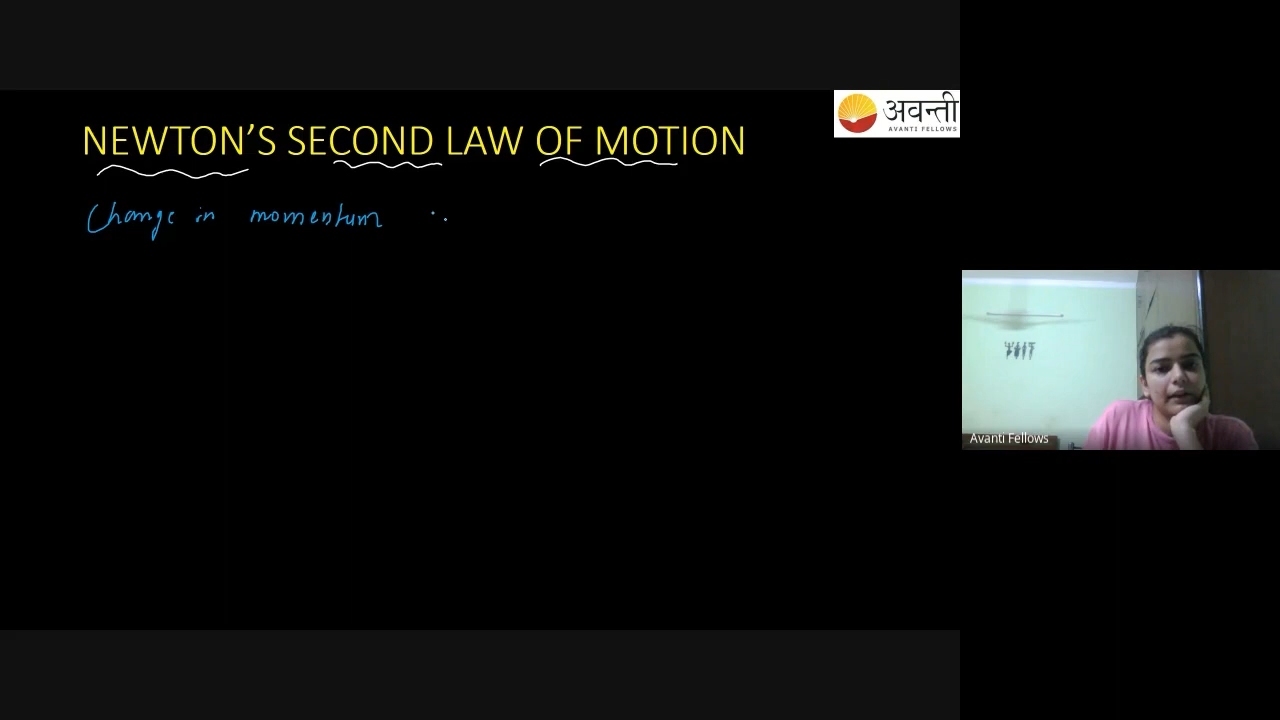 अवन्ती
AVANTI FELLOWS
NEWTON'S SECOND LAW OF MOTION
Change in momentum
Avanti Fellows